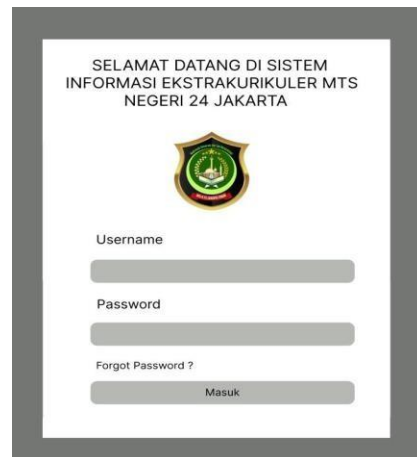 SELAMAT DATANG DI SISTEM
INFORMASI EKSTRAKURIKULER MTS
NEGERI 24 JAKARTA
Username
Password
Forgot Password ?
Masuk